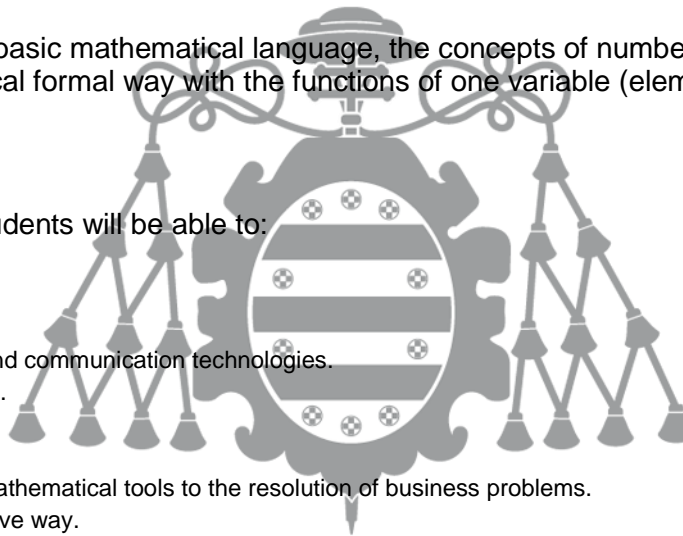 basic mathematical language, the concepts of numbe
cal formal way with the functions of one variable (elem
udents will be able to:
nd communication technologies.
.
athematical tools to the resolution of business problems.
ve way.